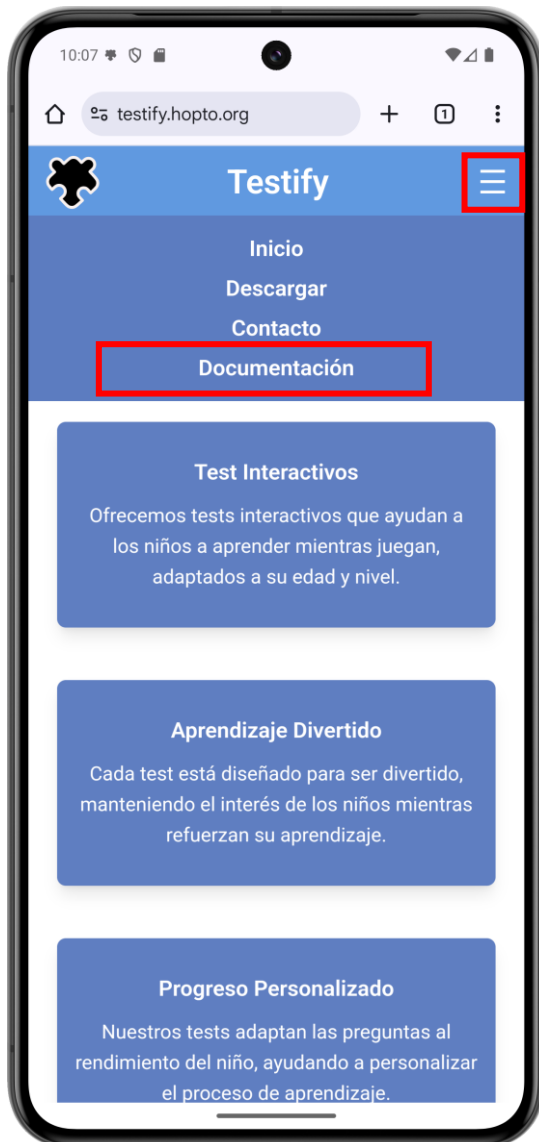 10:07
testify.hopto.org
1
Testify
Inicio
Descargar
Contacto
Documentación
Test Interactivos
Ofrecemos tests interactivos que ayudan a
los niños a aprender mientras juegan,
adaptados a su edad y nivel.
Aprendizaje Divertido
Cada test está diseñado para ser divertido,
manteniendo el interés de los niños mientras
refuerzan su aprendizaje.
Progreso Personalizado
Nuestros tests adaptan las preguntas al
rendimiento del niño, ayudando a personalizar
el proceso de aprendizaje.